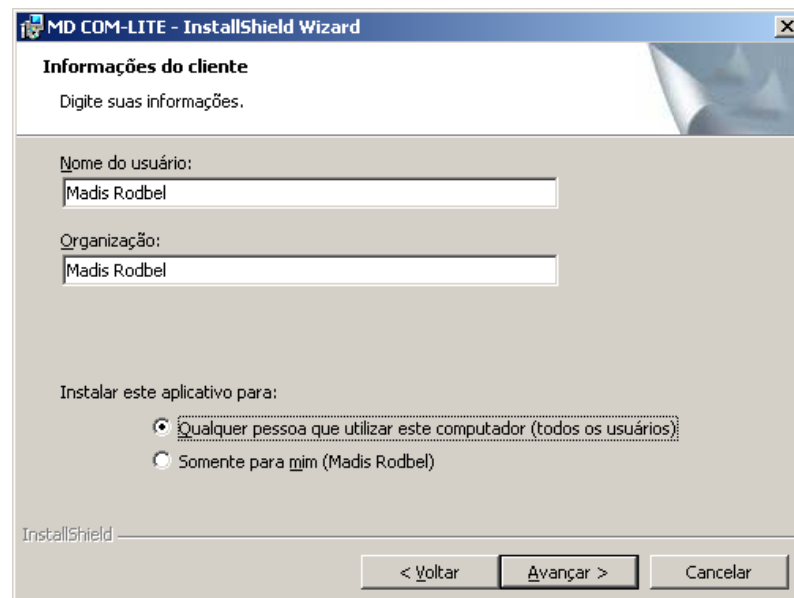 MD COM-LITE - InstallShield Wizard
Informações do cliente
Digite suas informações.
Nome do usuário:
Madis Rodbel
Organização:
Madis Rodbel
Instalar este aplicativo para:
Qualquer pessoa que utilizar este computador (todos os usuários)
Somente para mim (Madis Rodbel)
InstallShield
< Voltar Avançar > Cancelar